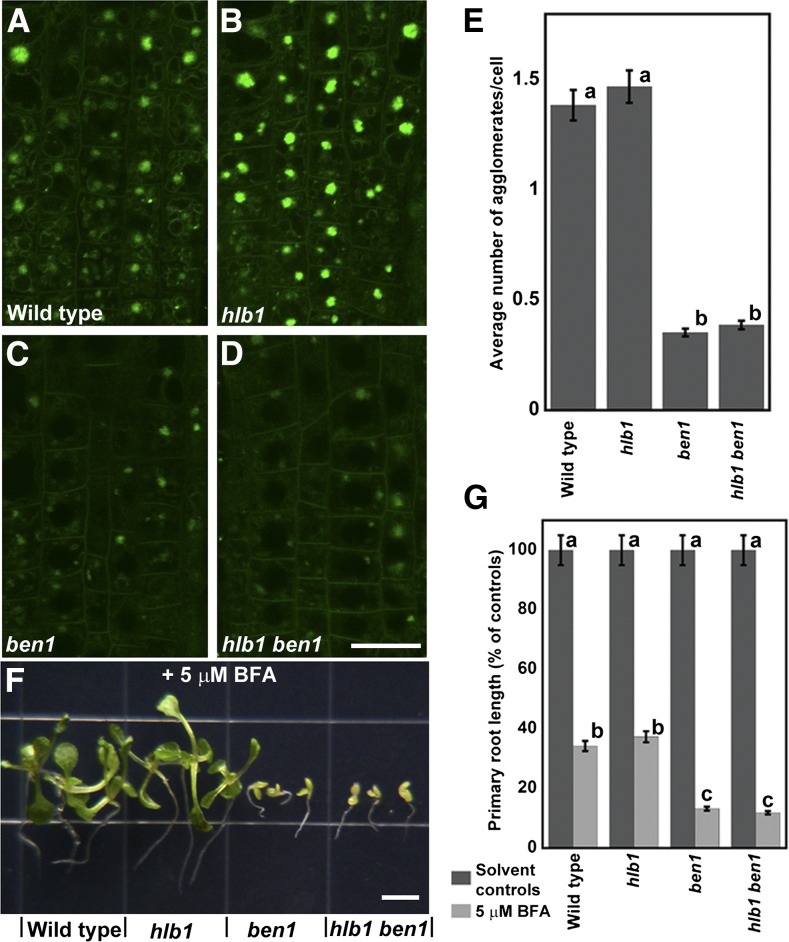 A
Wild type
B
hlb1
C
ben1
D
hlb1 ben1
E
Average number of agglomerates/cell
1.5
1
0.5
0
a
a
b
b
Wild type
hlb1
ben1
hlb1 ben1
F
+ 5 μM BFA
Wild type
hlb1
ben1
hlb1 ben1
G
Primary root length (% of controls)
100
80
60
40
20
0
a
a
a
a
b
b
c
c
Wild type
hlb1
ben1
hlb1 ben1
Solvent
controls
5 μM BFA